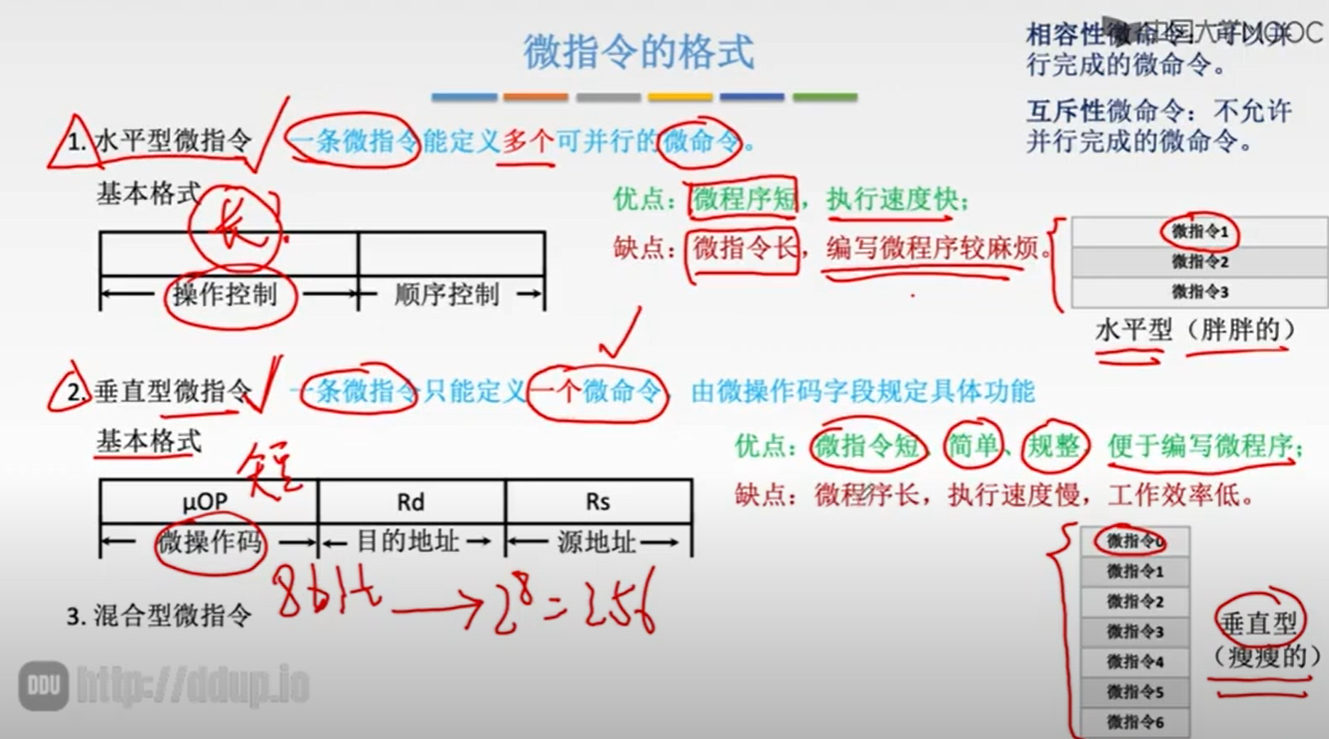 微指令的格式
中国大学MOOC
相容性微命令：可以并
行完成的微命令。
互斥性微命令：不允许
并行完成的微命令。
1. 水平型微指令 一条微指令能定义多个可并行的微命令。
基本格式
长
操作控制 顺序控制
优点：微程序短，执行速度快；
缺点：微指令长，编写微程序较麻烦。
微指令1
微指令2
微指令3
水平型（胖胖的）
2. 垂直型微指令 一条微指令只能定义一个微命令，由微操作码字段规定具体功能
基本格式
短
μOP Rd Rs
微操作码 目的地址 源地址
8bit → 2⁸=256
优点：微指令短、简单、规整，便于编写微程序；
缺点：微程序长，执行速度慢，工作效率低。
微指令0
微指令1
微指令2
微指令3
微指令4
微指令5
微指令6
垂直型
（瘦瘦的）
3. 混合型微指令
DDU http://ddup.io